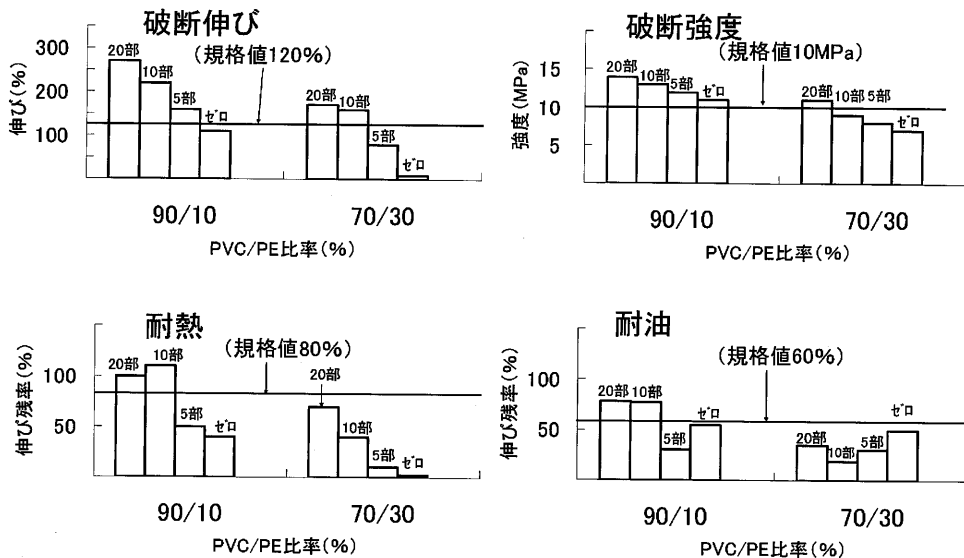 破断伸び
(規格値120%)
伸び(%)
300
200
100
20部
10部
5部
ゼロ
20部
10部
5部
ゼロ
90/10
70/30
PVC/PE比率(%)
破断強度
(規格値10MPa)
強度(MPa)
15
10
5
20部
10部
5部
ゼロ
20部
10部
5部
ゼロ
90/10
70/30
PVC/PE比率(%)
耐熱
(規格値80%)
伸び残率(%)
100
50
20部
10部
5部
ゼロ
20部
10部
5部
ゼロ
90/10
70/30
PVC/PE比率(%)
耐油
(規格値60%)
伸び残率(%)
100
50
20部
10部
5部
ゼロ
20部
10部
5部
ゼロ
90/10
70/30
PVC/PE比率(%)